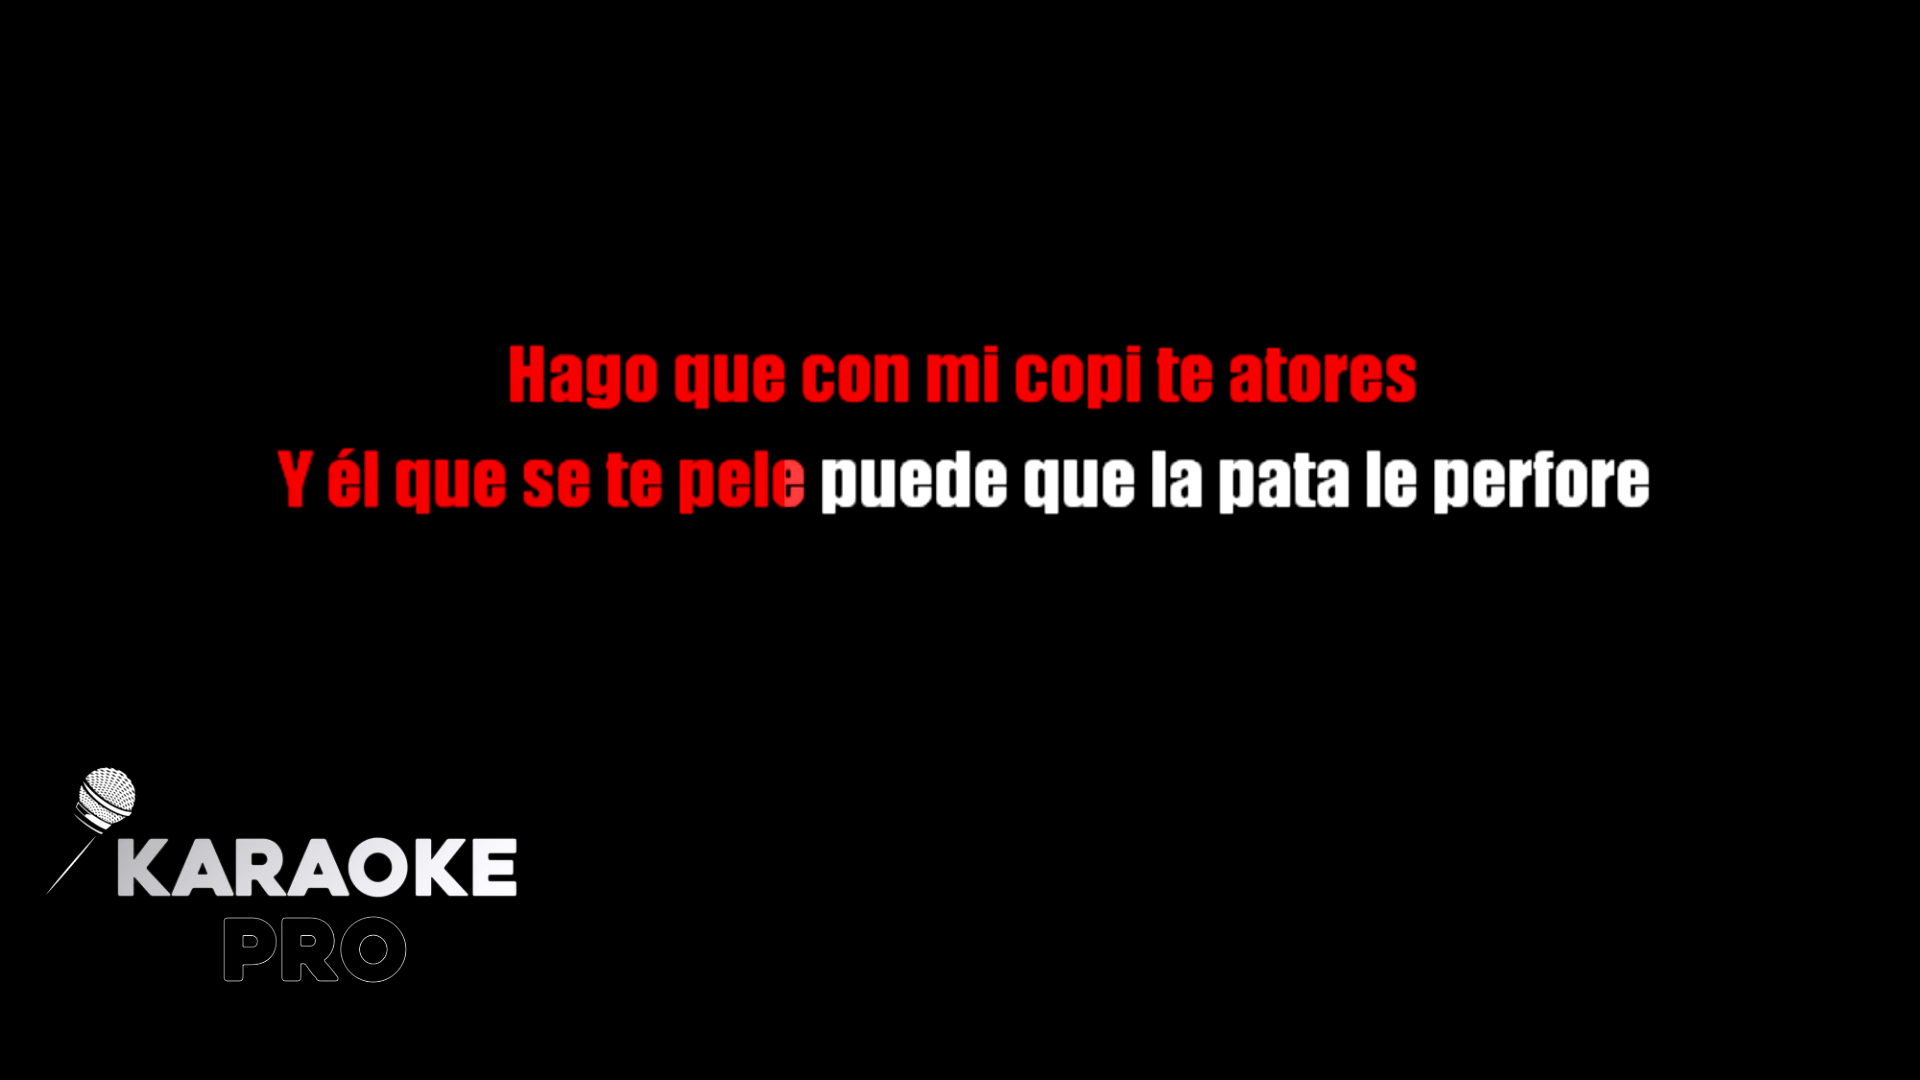 Hago que con mi copi te atores
Y él que se te pele puede que la pata le perfore
KARAOKE
PRO